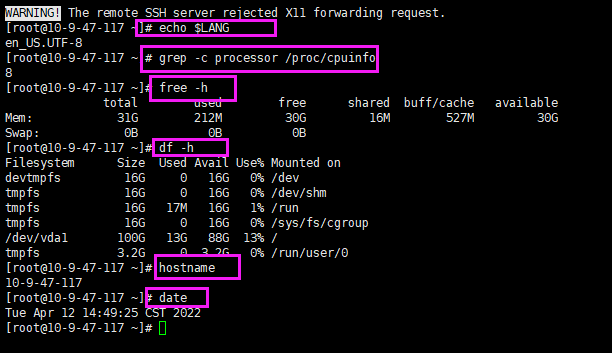 WARNING! The remote SSH server rejected X11 forwarding request.
[root@10-9-47-117 ~]# echo $LANG
en_US.UTF-8
[root@10-9-47-117 ~]# grep -c processor /proc/cpuinfo
8
[root@10-9-47-117 ~]# free -h
total used free shared buff/cache available
Mem: 31G 212M 30G 16M 527M 30G
Swap: 0B 0B 0B
[root@10-9-47-117 ~]# df -h
Filesystem Size Used Avail Use% Mounted on
devtmpfs 16G 0 16G 0% /dev
tmpfs 16G 0 16G 0% /dev/shm
tmpfs 16G 17M 16G 1% /run
tmpfs 16G 0 16G 0% /sys/fs/cgroup
/dev/vda1 100G 13G 88G 13% /
tmpfs 3.2G 0 3.2G 0% /run/user/0
[root@10-9-47-117 ~]# hostname
10-9-47-117
[root@10-9-47-117 ~]# date
Tue Apr 12 14:49:25 CST 2022
[root@10-9-47-117 ~]#